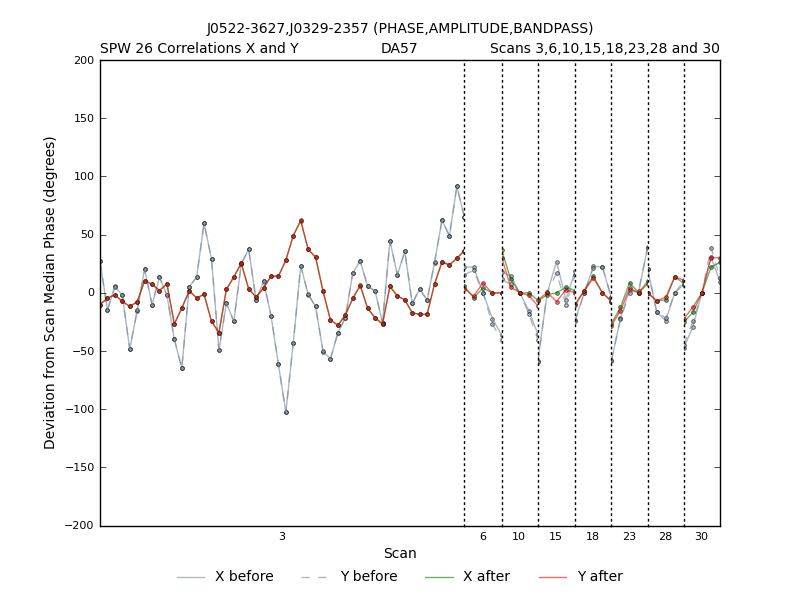 J0522-3627,J0329-2357 (PHASE,AMPLITUDE,BANDPASS)
SPW 26 Correlations X and Y DA57 Scans 3,6,10,15,18,23,28 and 30
200
150
100
50
0
−50
−100
−150
−200
Deviation from Scan Median Phase (degrees)
3 6 10 15 18 23 28 30
Scan
X before Y before X after Y after